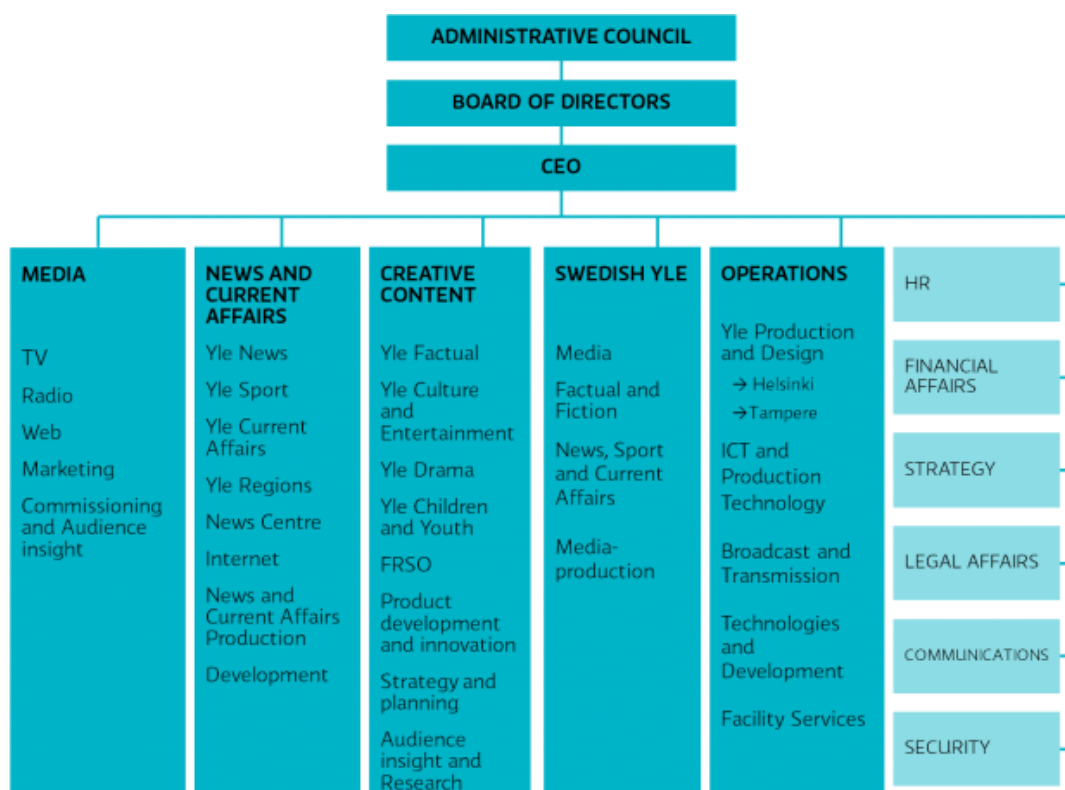 ADMINISTRATIVE COUNCIL
BOARD OF DIRECTORS
CEO
MEDIA
TV
Radio
Web
Marketing
Commissioning
and Audience
insight
NEWS AND
CURRENT
AFFAIRS
Yle News
Yle Sport
Yle Current
Affairs
Yle Regions
News Centre
Internet
News and
Current Affairs
Production
Development
CREATIVE
CONTENT
Yle Factual
Yle Culture
and
Entertainment
Yle Drama
Yle Children
and Youth
FRSO
Product
development
and innovation
Strategy and
planning
Audience
insight and
Research
SWEDISH YLE
Media
Factual and
Fiction
News, Sport
and Current
Affairs
Media-
production
OPERATIONS
Yle Production
and Design
→ Helsinki
→Tampere
ICT and
Production
Technology
Broadcast and
Transmission
Technologies
and
Development
Facility Services
HR
FINANCIAL
AFFAIRS
STRATEGY
LEGAL AFFAIRS
COMMUNICATIONS
SECURITY